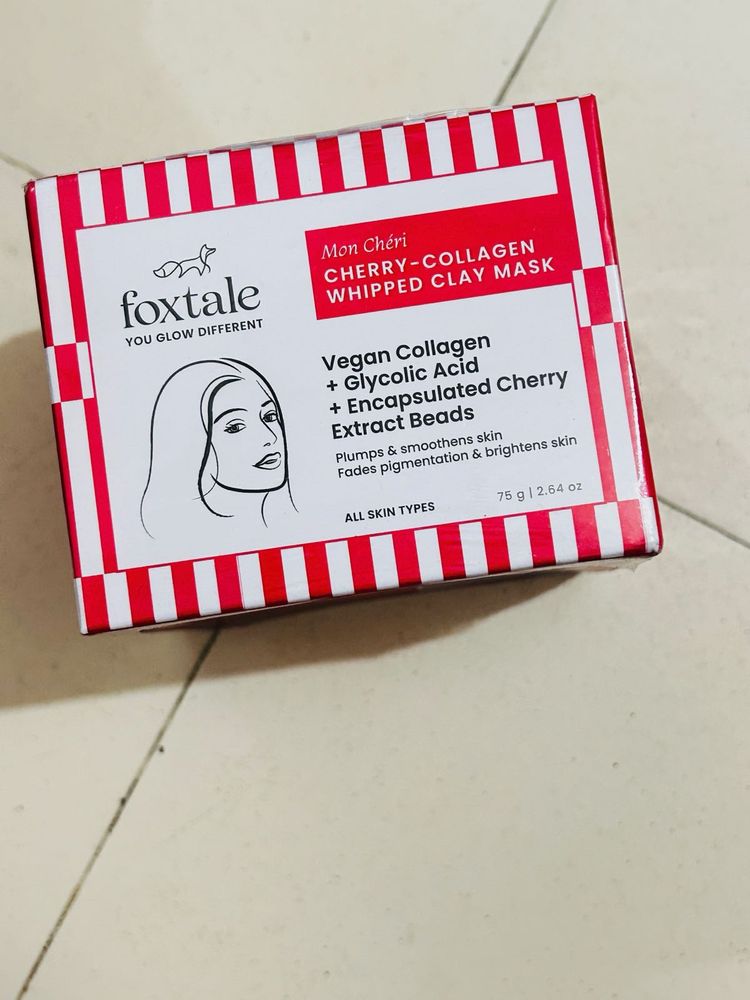 foxtale
YOU GLOW DIFFERENT
Mon Chéri
CHERRY-COLLAGEN
WHIPPED CLAY MASK
Vegan Collagen
+ Glycolic Acid
+ Encapsulated Cherry
Extract Beads
Plumps & smoothens skin
Fades pigmentation & brightens skin
75 g | 2.64 oz
ALL SKIN TYPES